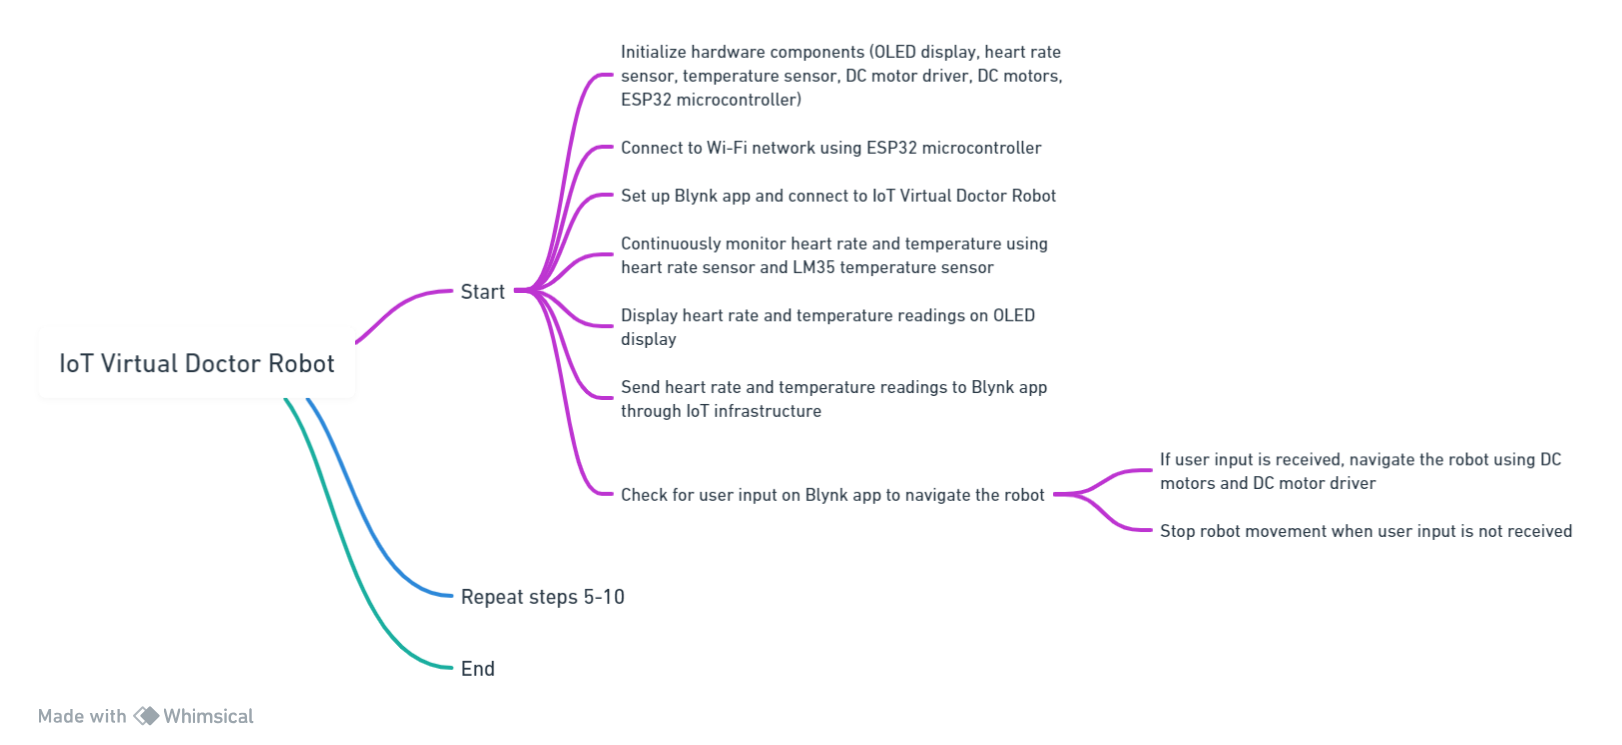 Initialize hardware components (OLED display, heart rate
sensor, temperature sensor, DC motor driver, DC motors,
ESP32 microcontroller)
Connect to Wi-Fi network using ESP32 microcontroller
Set up Blynk app and connect to IoT Virtual Doctor Robot
Continuously monitor heart rate and temperature using
heart rate sensor and LM35 temperature sensor
Start
Display heart rate and temperature readings on OLED
display
IoT Virtual Doctor Robot
Send heart rate and temperature readings to Blynk app
through IoT infrastructure
Check for user input on Blynk app to navigate the robot
If user input is received, navigate the robot using DC
motors and DC motor driver
Stop robot movement when user input is not received
Repeat steps 5-10
End
Made with Whimsical